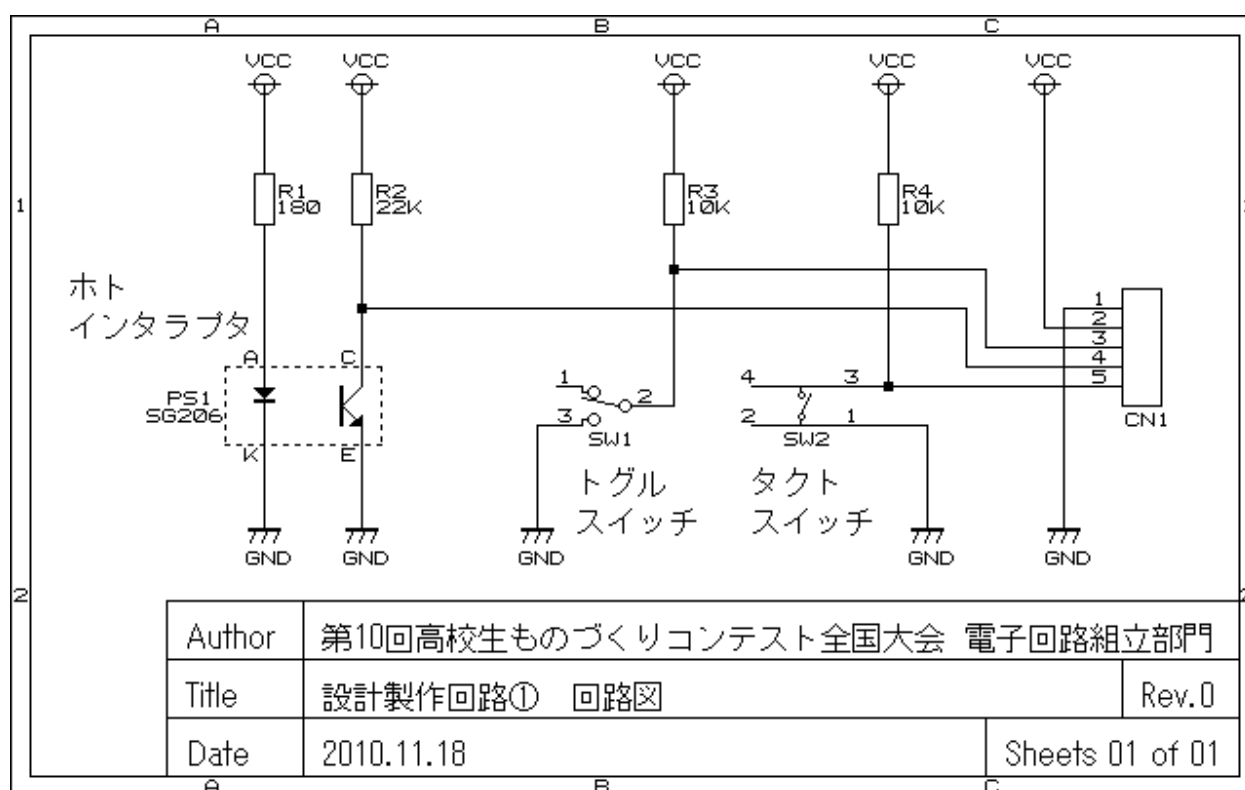 A B C
VCC VCC VCC VCC VCC
R1
180
R2
22K
R3
10K
R4
10K
1
ホト
インタラプタ
A C
PS1
SG206
K E
1
2
3
SW1
トグル
スイッチ
4 3
2 1
SW2
タクト
スイッチ
1
2
3
4
5
CN1
GND GND GND GND GND
2 2
Author 第10回高校生ものづくりコンテスト全国大会 電子回路組立部門
Title 設計製作回路① 回路図 Rev.0
Date 2010.11.18 Sheets 01 of 01
A B C